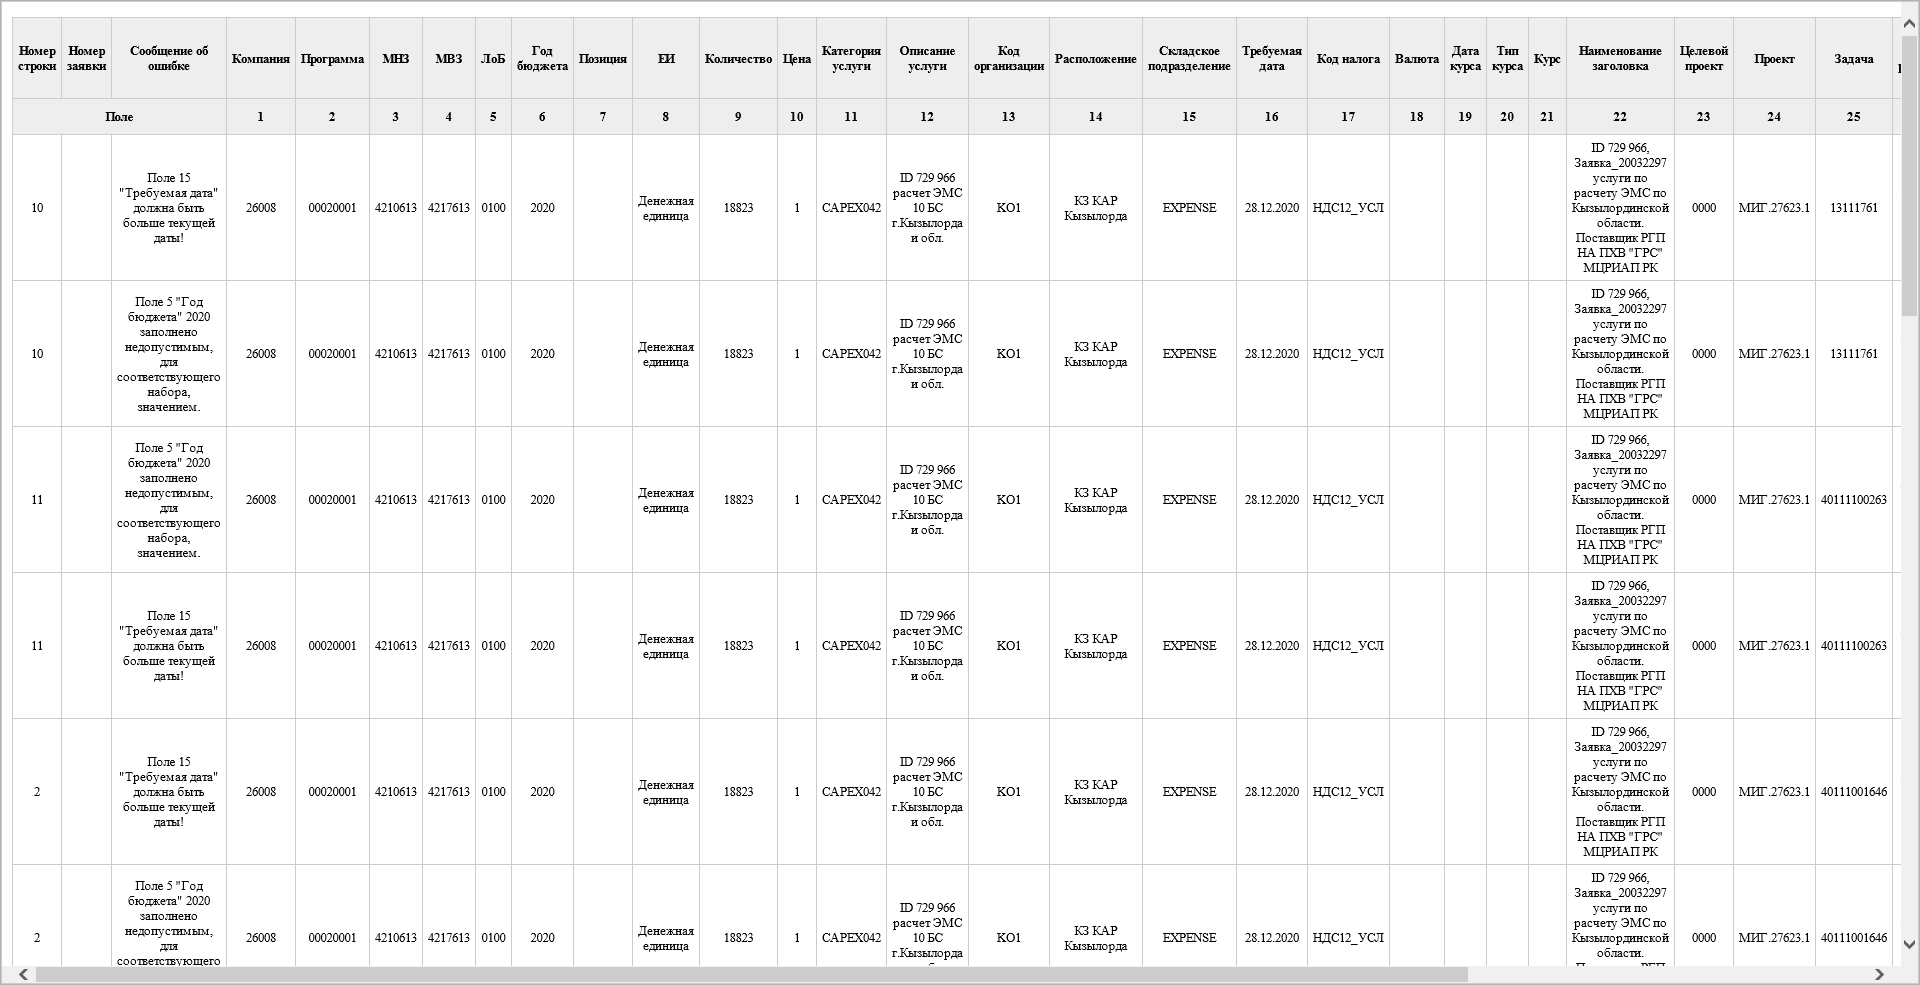 Номер строки Номер заявки Сообщение об ошибке Компания Программа МНЗ МВЗ ЛоБ Год бюджета Позиция ЕИ Количество Цена Категория услуги Описание услуги Код организации Расположение Складское подразделение Требуемая дата Код налога Валюта Дата курса Тип курса Курс Наименование заголовка Целевой проект Проект Задача
Поле 1 2 3 4 5 6 7 8 9 10 11 12 13 14 15 16 17 18 19 20 21 22 23 24 25
10 Поле 15 "Требуемая дата" должна быть больше текущей даты! 26008 00020001 4210613 4217613 0100 2020 Денежная единица 18823 1 CAPEX042 ID 729 966 расчет ЭМС 10 БС г.Кызылорда и обл. KO1 КЗ КАР Кызылорда EXPENSE 28.12.2020 НДС12_УСЛ ID 729 966, Заявка_20032297 услуги по расчету ЭМС по Кызылординской области. Поставщик РГП НА ПХВ "ГРС" МЦРИАП РК 0000 МИГ.27623.1 13111761
10 Поле 5 "Год бюджета" 2020 заполнено недопустимым, для соответствующего набора, значением. 26008 00020001 4210613 4217613 0100 2020 Денежная единица 18823 1 CAPEX042 ID 729 966 расчет ЭМС 10 БС г.Кызылорда и обл. KO1 КЗ КАР Кызылорда EXPENSE 28.12.2020 НДС12_УСЛ ID 729 966, Заявка_20032297 услуги по расчету ЭМС по Кызылординской области. Поставщик РГП НА ПХВ "ГРС" МЦРИАП РК 0000 МИГ.27623.1 13111761
11 Поле 5 "Год бюджета" 2020 заполнено недопустимым, для соответствующего набора, значением. 26008 00020001 4210613 4217613 0100 2020 Денежная единица 18823 1 CAPEX042 ID 729 966 расчет ЭМС 10 БС г.Кызылорда и обл. KO1 КЗ КАР Кызылорда EXPENSE 28.12.2020 НДС12_УСЛ ID 729 966, Заявка_20032297 услуги по расчету ЭМС по Кызылординской области. Поставщик РГП НА ПХВ "ГРС" МЦРИАП РК 0000 МИГ.27623.1 40111100263
11 Поле 15 "Требуемая дата" должна быть больше текущей даты! 26008 00020001 4210613 4217613 0100 2020 Денежная единица 18823 1 CAPEX042 ID 729 966 расчет ЭМС 10 БС г.Кызылорда и обл. KO1 КЗ КАР Кызылорда EXPENSE 28.12.2020 НДС12_УСЛ ID 729 966, Заявка_20032297 услуги по расчету ЭМС по Кызылординской области. Поставщик РГП НА ПХВ "ГРС" МЦРИАП РК 0000 МИГ.27623.1 40111100263
2 Поле 15 "Требуемая дата" должна быть больше текущей даты! 26008 00020001 4210613 4217613 0100 2020 Денежная единица 18823 1 CAPEX042 ID 729 966 расчет ЭМС 10 БС г.Кызылорда и обл. KO1 КЗ КАР Кызылорда EXPENSE 28.12.2020 НДС12_УСЛ ID 729 966, Заявка_20032297 услуги по расчету ЭМС по Кызылординской области. Поставщик РГП НА ПХВ "ГРС" МЦРИАП РК 0000 МИГ.27623.1 40111001646
2 Поле 5 "Год бюджета" 2020 заполнено недопустимым, для соответствующего 26008 00020001 4210613 4217613 0100 2020 Денежная единица 18823 1 CAPEX042 ID 729 966 расчет ЭМС 10 БС г.Кызылорда KO1 КЗ КАР Кызылорда EXPENSE 28.12.2020 НДС12_УСЛ ID 729 966, Заявка_20032297 услуги по расчету ЭМС по Кызылординской области. 0000 МИГ.27623.1 40111001646